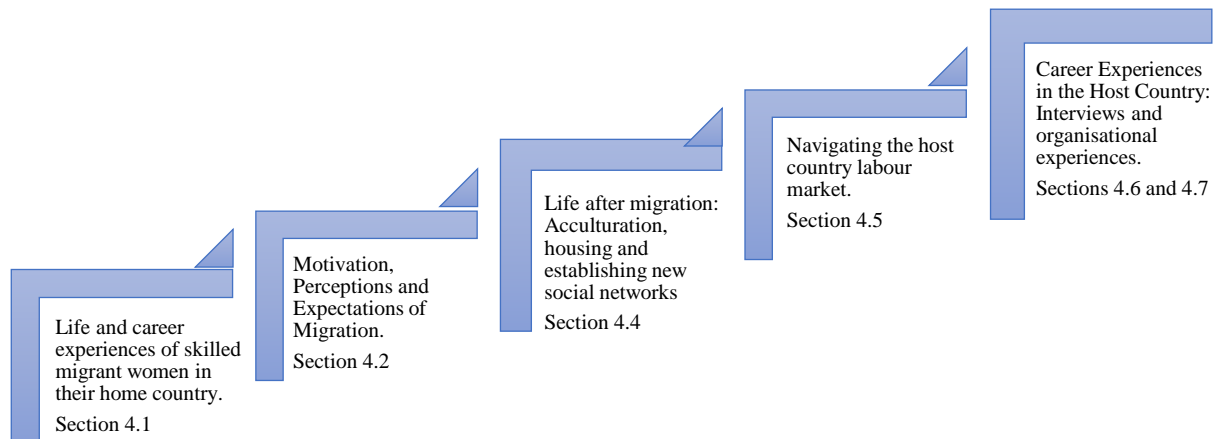 Life and career
experiences of skilled
migrant women in
their home country.
Section 4.1
Motivation,
Perceptions and
Expectations of
Migration.
Section 4.2
Life after migration:
Acculturation,
housing and
establishing new
social networks
Section 4.4
Navigating the host
country labour
market.
Section 4.5
Career Experiences
in the Host Country:
Interviews and
organisational
experiences.
Sections 4.6 and 4.7